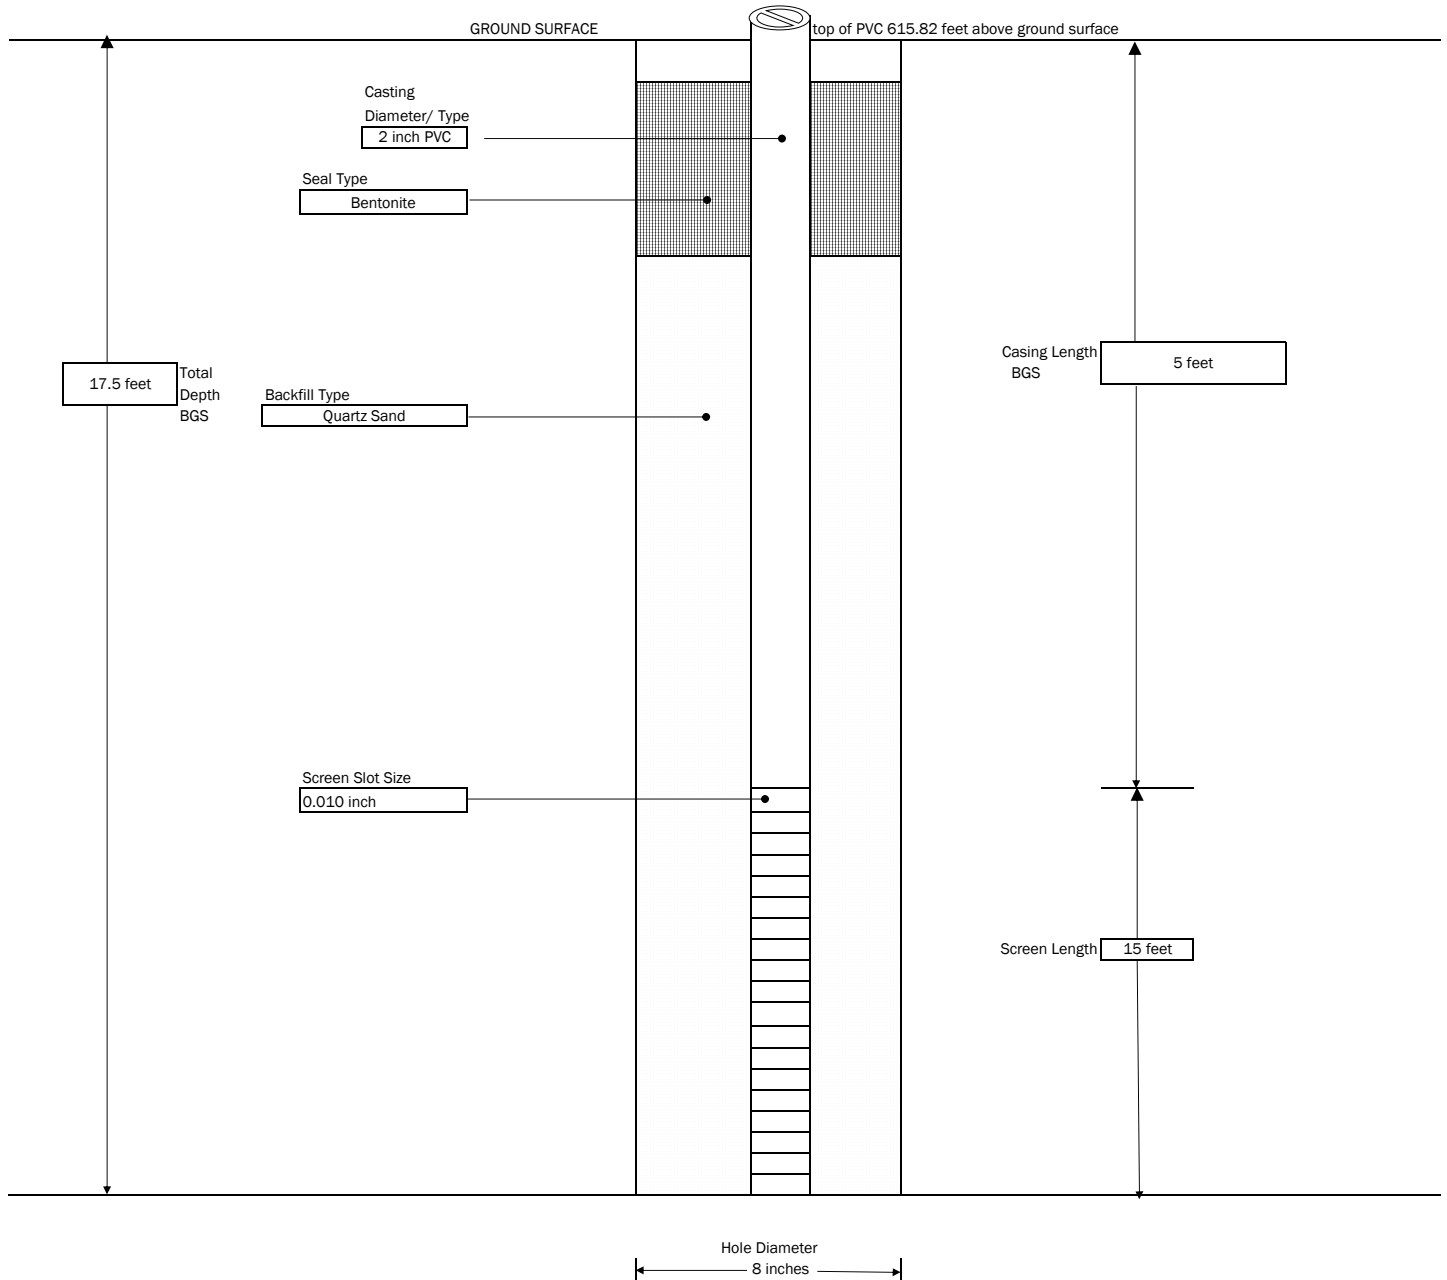 GROUND SURFACE
top of PVC 615.82 feet above ground surface
Casting
Diameter/ Type
2 inch PVC
Seal Type
Bentonite
Casing Length
BGS
5 feet
17.5 feet
Total
Depth
BGS
Backfill Type
Quartz Sand
Screen Slot Size
0.010 inch
Screen Length
15 feet
Hole Diameter
8 inches